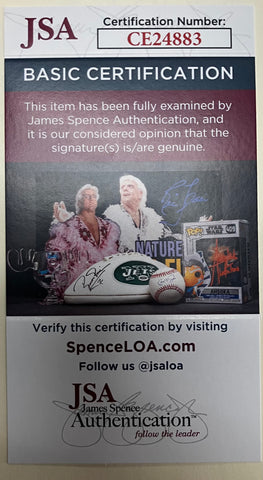 JSA
Certification Number:
CE24883
BASIC CERTIFICATION
This item has been fully examined by
James Spence Authentication, and
it is our considered opinion that the
signature(s) is/are genuine.
NATURE
JETS
POP!
Verify this certification by visiting
SpenceLOA.com
Follow us @jsaloa
JSA
James Spence
Authentication
follow the leader